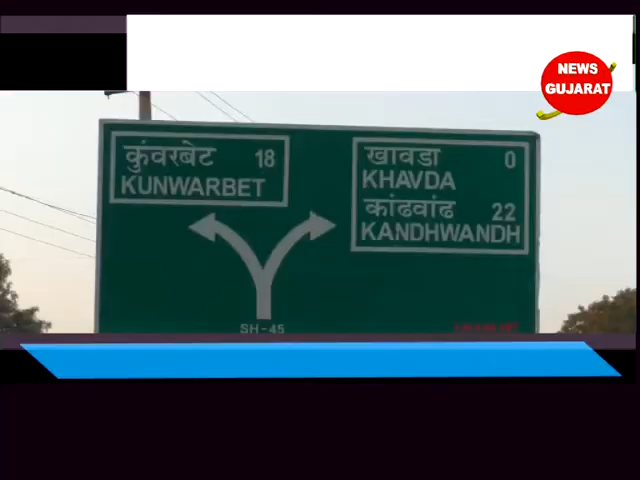 NEWS
GUJARAT
कुंवरबेट 18
KUNWARBET
खावडा 0
KHAVDA
कांढवांढ 22
KANDHWANDH
SH-45